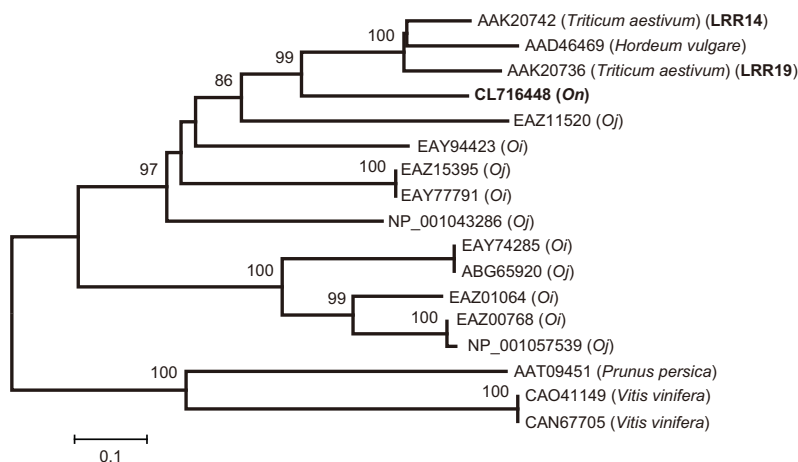 AAK20742 (Triticum aestivum) (LRR14)
100
AAD46469 (Hordeum vulgare)
99
AAK20736 (Triticum aestivum) (LRR19)
86
CL716448 (On)
EAZ11520 (Oj)
EAY94423 (Oi)
97
100
EAZ15395 (Oj)
EAY77791 (Oi)
NP_001043286 (Oj)
EAY74285 (Oi)
100
ABG65920 (Oj)
99
EAZ01064 (Oi)
100
EAZ00768 (Oi)
NP_001057539 (Oj)
100
AAT09451 (Prunus persica)
100
CAO41149 (Vitis vinifera)
CAN67705 (Vitis vinifera)
0.1